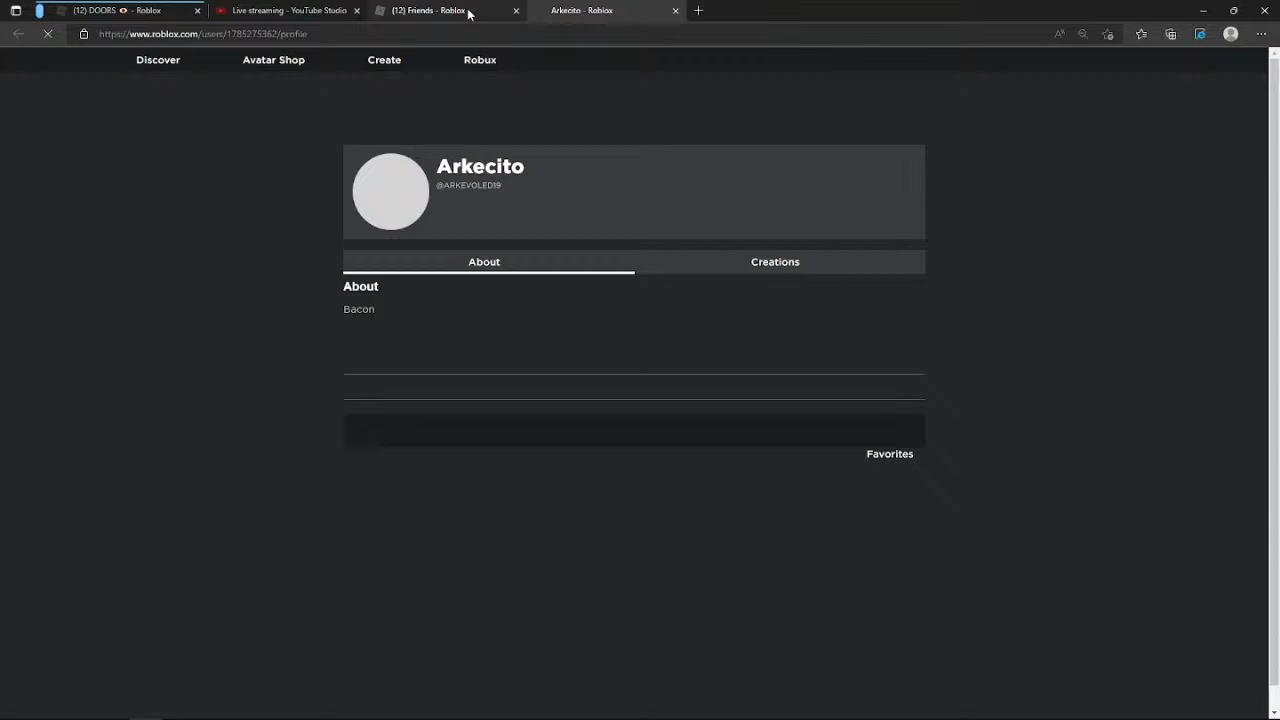 (12) DOORS 👁 - Roblox
Live streaming - YouTube Studio
(12) Friends - Roblox
Arkecito - Roblox
https://www.roblox.com/users/1785275362/profile
Discover
Avatar Shop
Create
Robux
Arkecito
@ARKEVOLED19
About
Creations
About
Bacon
Favorites